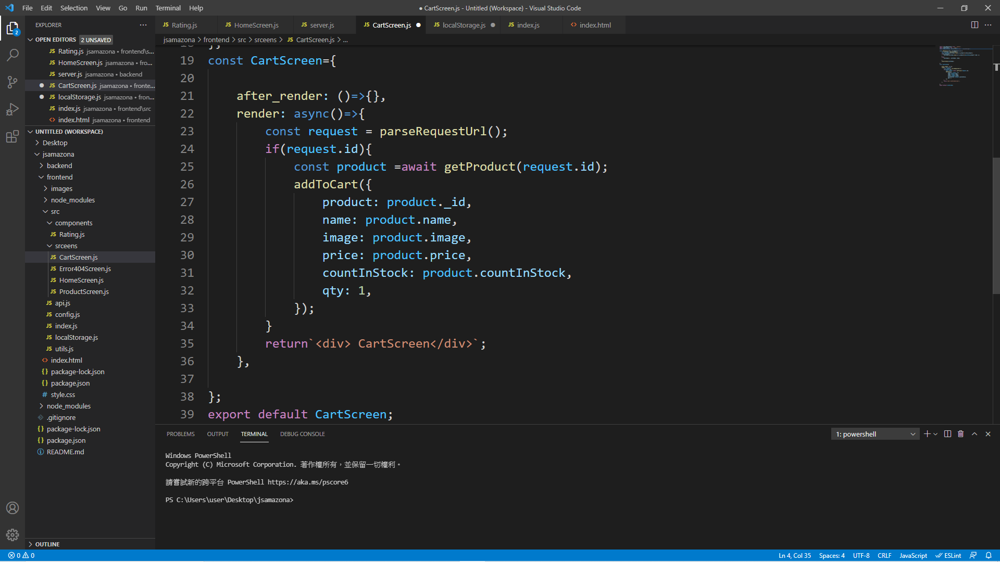 File Edit Selection View Go Run Terminal Help
● CartScreen.js - Untitled (Workspace) - Visual Studio Code
EXPLORER
OPEN EDITORS 2 UNSAVED
JS Rating.js jsamazona • frontend\s...
JS HomeScreen.js jsamazona • fro...
JS server.js jsamazona • backend
● JS CartScreen.js jsamazona • fronte...
● JS localStorage.js jsamazona • fron...
JS index.js jsamazona • frontend\src
<> index.html jsamazona • frontend
UNTITLED (WORKSPACE)
Desktop
jsamazona
backend
frontend
images
node_modules
src
components
JS Rating.js
srceens
JS CartScreen.js
JS Error404Screen.js
JS HomeScreen.js
JS ProductScreen.js
JS api.js
JS config.js
JS index.js
JS localStorage.js
JS utils.js
<> index.html
{} package-lock.json
{} package.json
# style.css
node_modules
.gitignore
{} package-lock.json
{} package.json
README.md
OUTLINE
2
JS Rating.js JS HomeScreen.js JS server.js JS CartScreen.js ● JS localStorage.js ● JS index.js <> index.html
jsamazona > frontend > src > srceens > JS CartScreen.js > ...
18 };
19 const CartScreen={
20
21 after_render: ()=>{},
22 render: async()=>{
23 const request = parseRequestUrl();
24 if(request.id){
25 const product =await getProduct(request.id);
26 addToCart({
27 product: product._id,
28 name: product.name,
29 image: product.image,
30 price: product.price,
31 countInStock: product.countInStock,
32 qty: 1,
33 });
34 }
35 return`<div> CartScreen</div>`;
36 },
37
38 };
39 export default CartScreen;
PROBLEMS OUTPUT TERMINAL DEBUG CONSOLE
1: powershell
Windows PowerShell
Copyright (C) Microsoft Corporation. 著作權所有，並保留一切權利。
請嘗試新的跨平台 PowerShell https://aka.ms/pscore6
PS C:\Users\user\Desktop\jsamazona>
0 0
Ln 4, Col 35 Spaces: 4 UTF-8 CRLF JavaScript ESLint